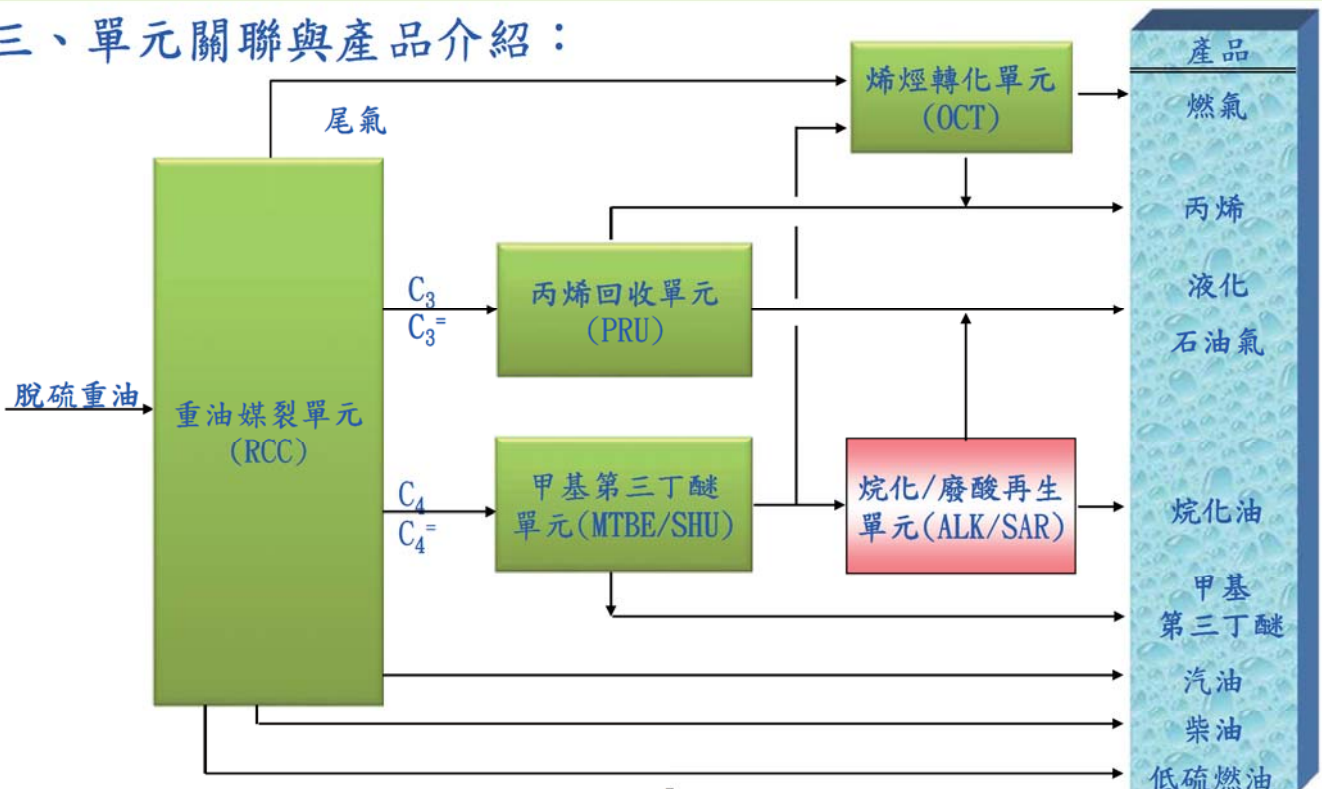 三、單元關聯與產品介紹：
尾氣
烯烴轉化單元
(OCT)
脫硫重油
重油媒裂單元
(RCC)
C₃
C₃⁼
丙烯回收單元
(PRU)
C₄
C₄⁼
甲基第三丁醚
單元(MTBE/SHU)
烷化/廢酸再生
單元(ALK/SAR)
產品
燃氣
丙烯
液化
石油氣
烷化油
甲基
第三丁醚
汽油
柴油
低硫燃油